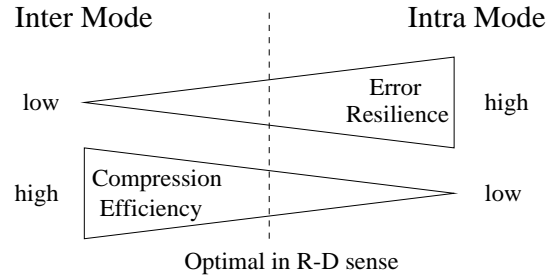 Inter Mode
Intra Mode
low
Error
Resilience
high
high
Compression
Efficiency
low
Optimal in R-D sense